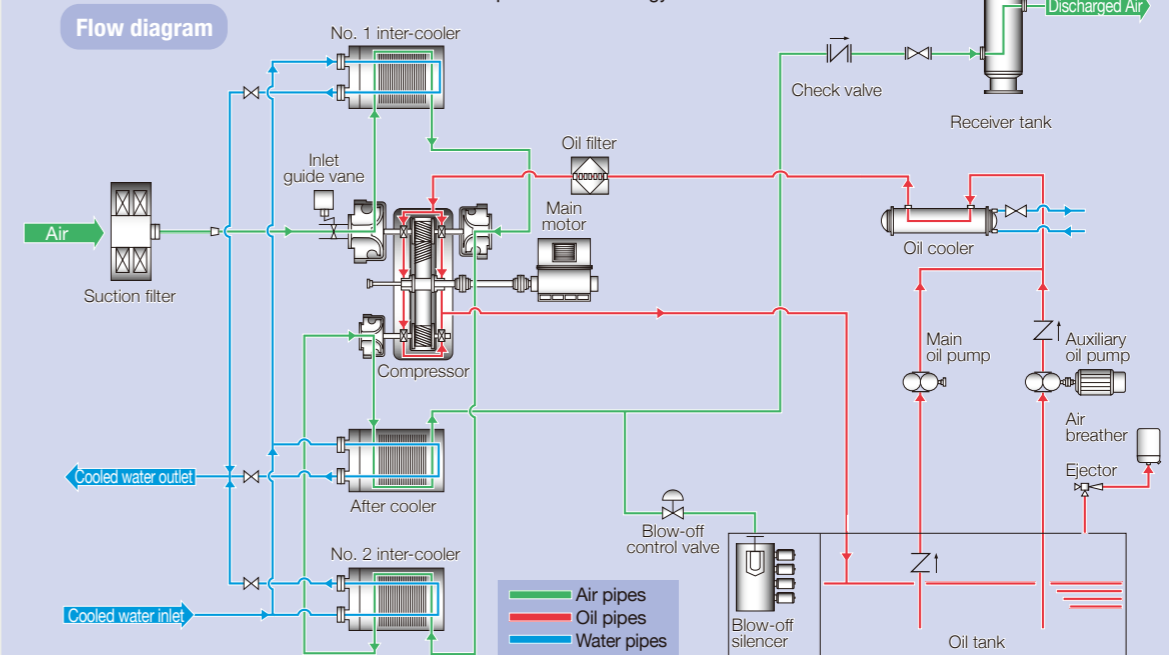 Flow diagram
Discharged Air
No. 1 inter-cooler
Check valve
Receiver tank
Oil filter
Inlet
guide vane
Main
motor
Air
Oil cooler
Suction filter
Main
oil pump
Auxiliary
oil pump
Compressor
Air
breather
Ejector
Cooled water outlet
After cooler
Blow-off
control valve
No. 2 inter-cooler
Cooled water inlet
Air pipes
Oil pipes
Water pipes
Blow-off
silencer
Oil tank